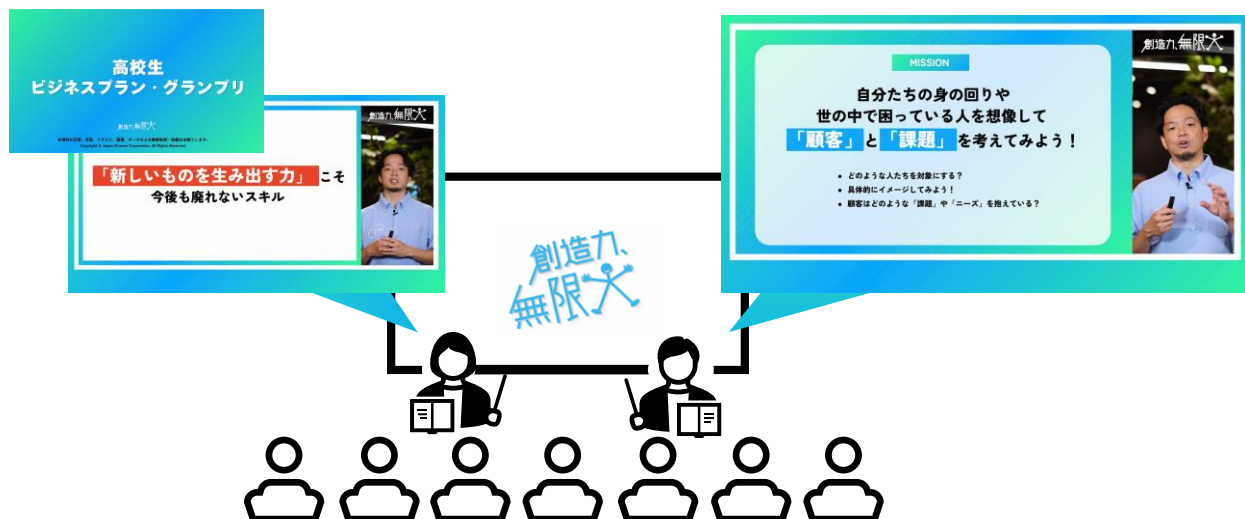 高校生
ビジネスプラン・グランプリ
創造力、無限大
Copyright © Japan Finance Corporation. All Rights Reserved.
創造力、無限大
「新しいものを生み出す力」こそ
今後も廃れないスキル
創造力、無限大
MISSION
自分たちの身の回りや
世の中で困っている人を想像して
「顧客」と「課題」を考えてみよう！
• どのような人たちを対象にする？
• 具体的にイメージしてみよう！
• 顧客はどのような「課題」や「ニーズ」を抱えている？
創造力、
無限大